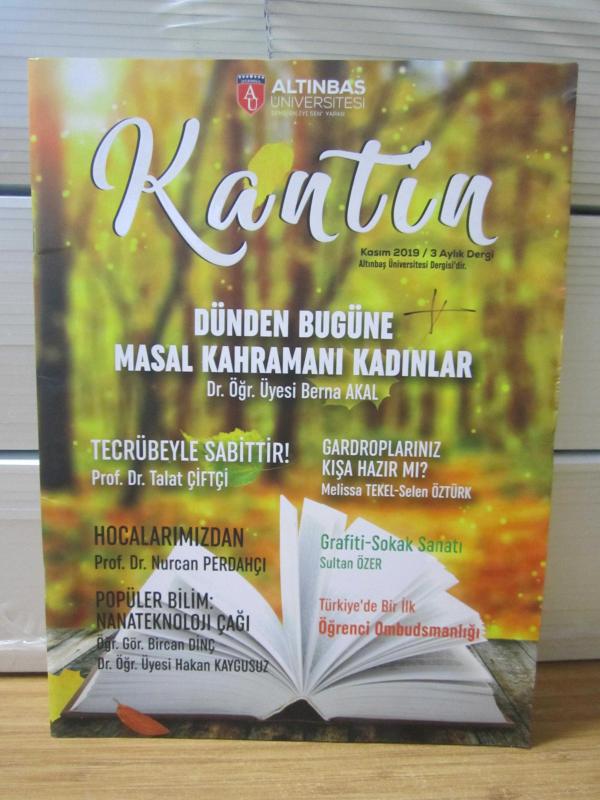 ALTINBAŞ
ÜNİVERSİTESİ
Kantin
Kasım 2019 / 3 Aylık Dergi
Altınbaş Üniversitesi Dergisi'dir.
DÜNDEN BUGÜNE
MASAL KAHRAMANI KADINLAR
Dr. Öğr. Üyesi Berna AKAL
TECRÜBEYLE SABİTTİR!
Prof. Dr. Talat ÇİFTÇİ
GARDROPLARINIZ
KIŞA HAZIR MI?
Melissa TEKEL-Selen ÖZTÜRK
HOCALARIMIZDAN
Prof. Dr. Nurcan PERDAHÇI
Grafiti-Sokak Sanatı
Sultan ÖZER
POPÜLER BİLİM:
NANATEKNOLOJİ ÇAĞI
Öğr. Gör. Bircan DİNÇ
Dr. Öğr. Üyesi Hakan KAYGUSUZ
Türkiye'de Bir İlk
Öğrenci Ombudsmanlığı